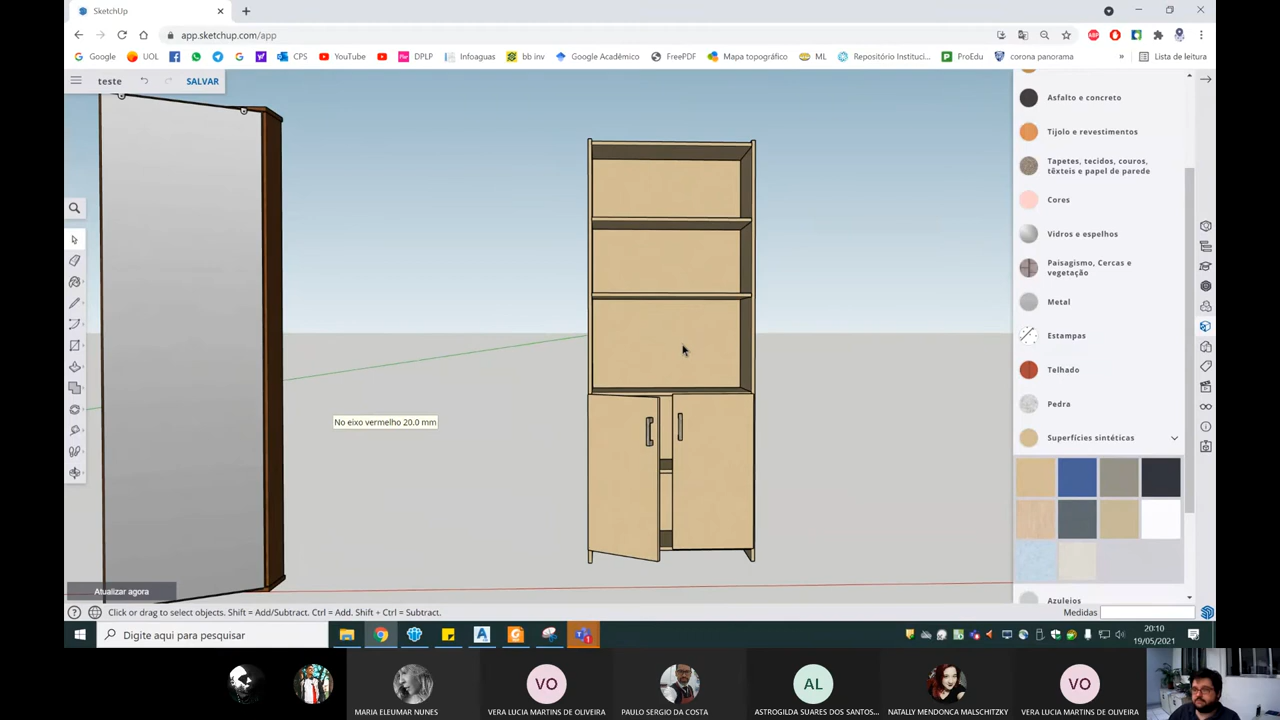 SketchUp
app.sketchup.com/app
Google
UOL
CPS
YouTube
DPLP
Infoaguas
bb inv
Google Acadêmico
FreePDF
Mapa topográfico
ML
Repositório Instituci...
ProEdu
corona panorama
»
Lista de leitura
teste
SALVAR
Asfalto e concreto
Tijolo e revestimentos
Tapetes, tecidos, couros,
têxteis e papel de parede
Cores
Vidros e espelhos
Paisagismo, Cercas e
vegetação
Metal
Estampas
Telhado
Pedra
Superfícies sintéticas
Azulejos
No eixo vermelho 20.0 mm
Atualizar agora
Click or drag to select objects. Shift = Add/Subtract. Ctrl = Add. Shift + Ctrl = Subtract.
Medidas
Digite aqui para pesquisar
20:10
19/05/2021
VO
AL
VO
MARIA ELEUMAR NUNES
VERA LUCIA MARTINS DE OLIVEIRA
PAULO SERGIO DA COSTA
ASTROGILDA SUARES DOS SANTOS...
NATALLY MENDONCA MALSCHITZKY
VERA LUCIA MARTINS DE OLIVEIRA